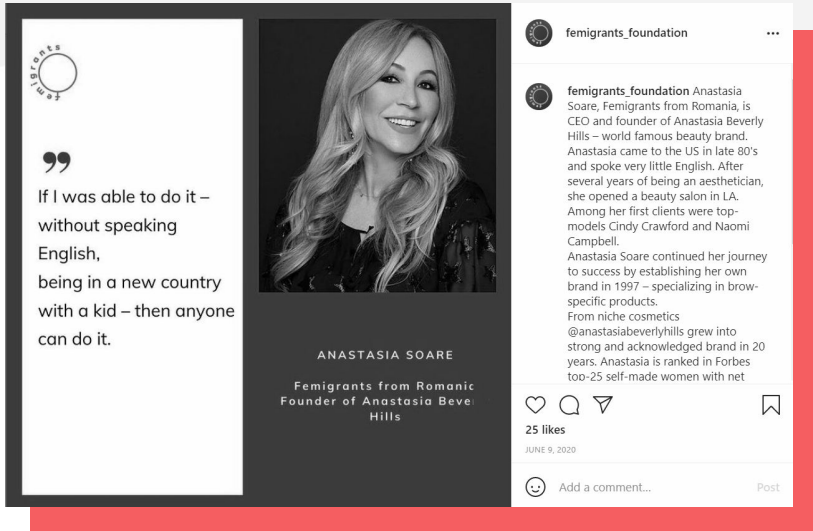 femigrants
”
If I was able to do it –
without speaking
English,
being in a new country
with a kid – then anyone
can do it.
ANASTASIA SOARE
Femigrants from Romanic
Founder of Anastasia Beve
Hills
femigrants_foundation
femigrants_foundation Anastasia
Soare, Femigrants from Romania, is
CEO and founder of Anastasia Beverly
Hills – world famous beauty brand.
Anastasia came to the US in late 80's
and spoke very little English. After
several years of being an aesthetician,
she opened a beauty salon in LA.
Among her first clients were top-
models Cindy Crawford and Naomi
Campbell.
Anastasia Soare continued her journey
to success by establishing her own
brand in 1997 – specializing in brow-
specific products.
From niche cosmetics
@anastasiabeverlyhills grew into
strong and acknowledged brand in 20
years. Anastasia is ranked in Forbes
top-25 self-made women with net
25 likes
JUNE 9, 2020
Add a comment...
Post